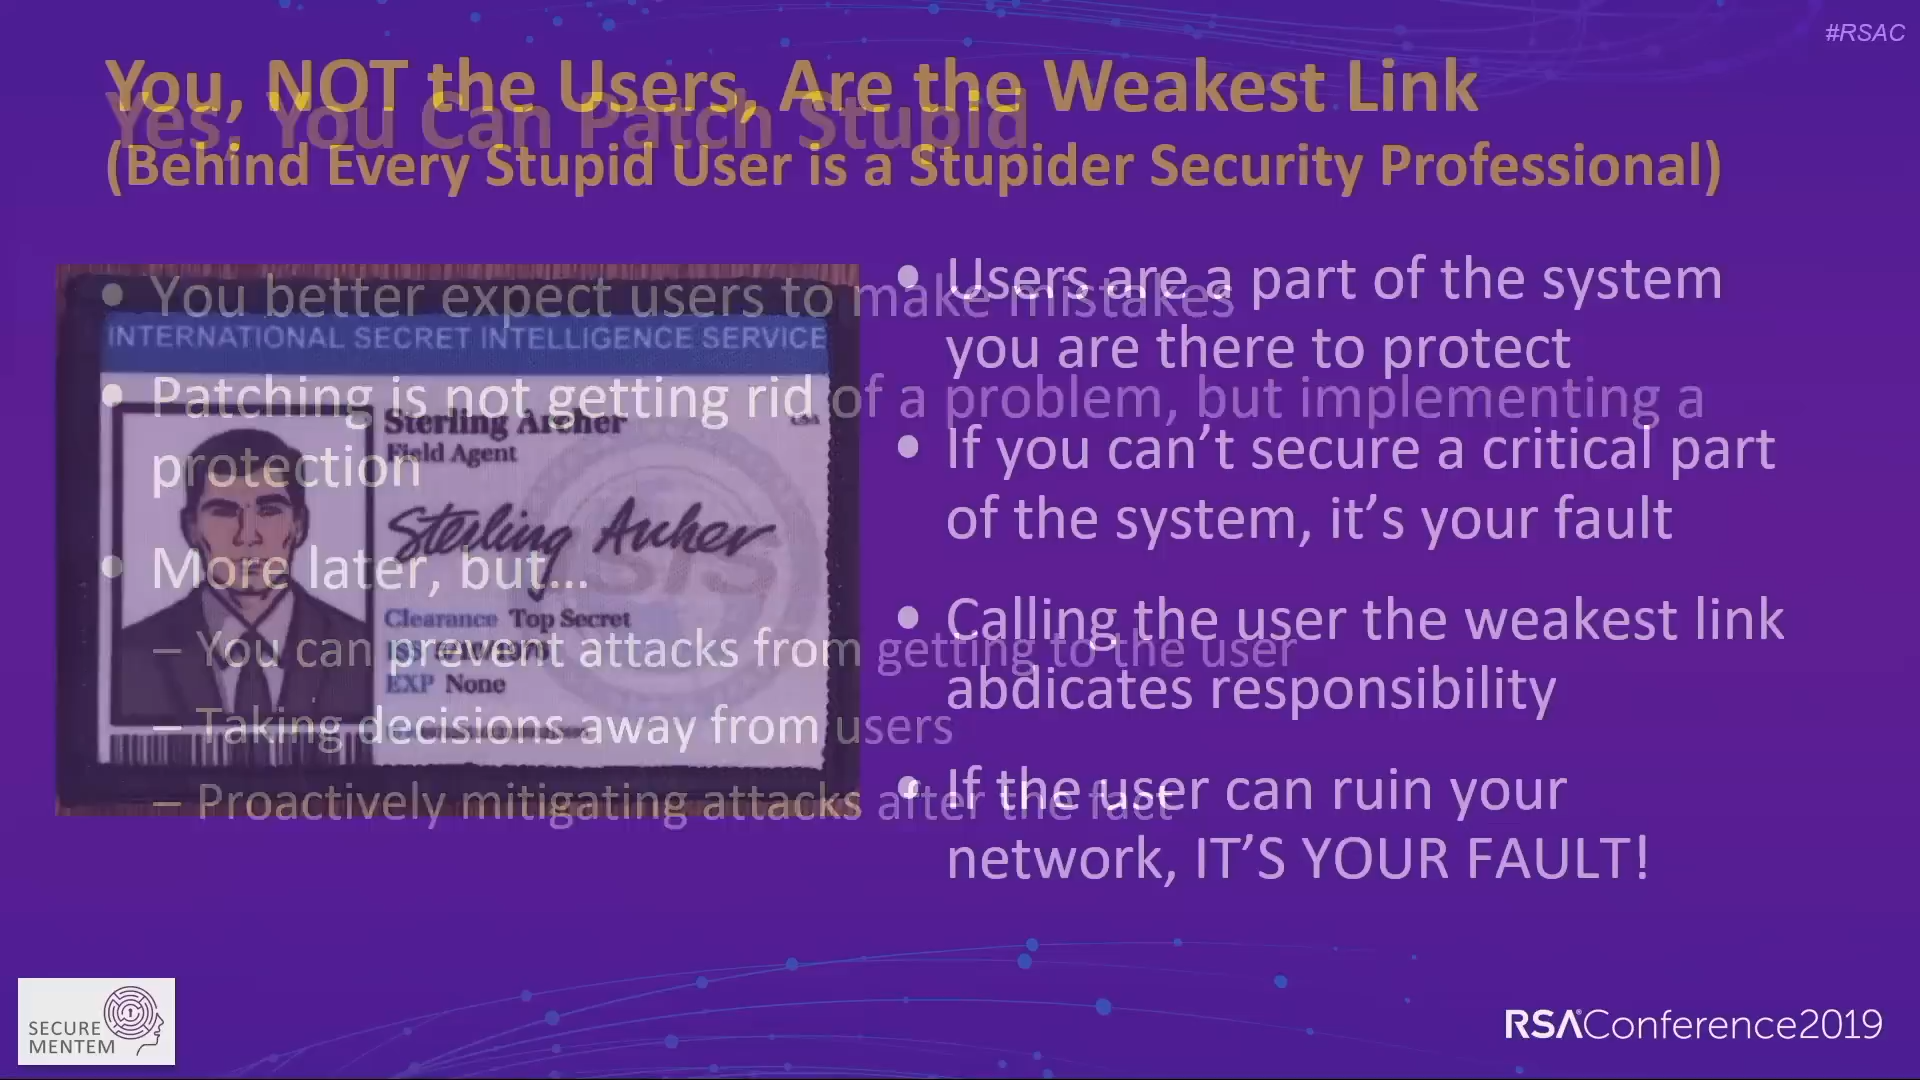 #RSAC
You, NOT the Users, Are the Weakest Link
(Behind Every Stupid User is a Stupider Security Professional)
Yes, You Can Patch Stupid
• You better expect users to make mistakes
• Patching is not getting rid of a problem, but implementing a
protection
• More later, but…
– You can prevent attacks from getting to the user
– Taking decisions away from users
– Proactively mitigating attacks after the fact
INTERNATIONAL SECRET INTELLIGENCE SERVICE
Sterling Archer
Field Agent
Sterling Archer
ISIS
Clearance Top Secret
EXP None
• Users are a part of the system
you are there to protect
• If you can’t secure a critical part
of the system, it’s your fault
• Calling the user the weakest link
abdicates responsibility
• If the user can ruin your
network, IT’S YOUR FAULT!
SECURE
MENTEM
RSAConference2019